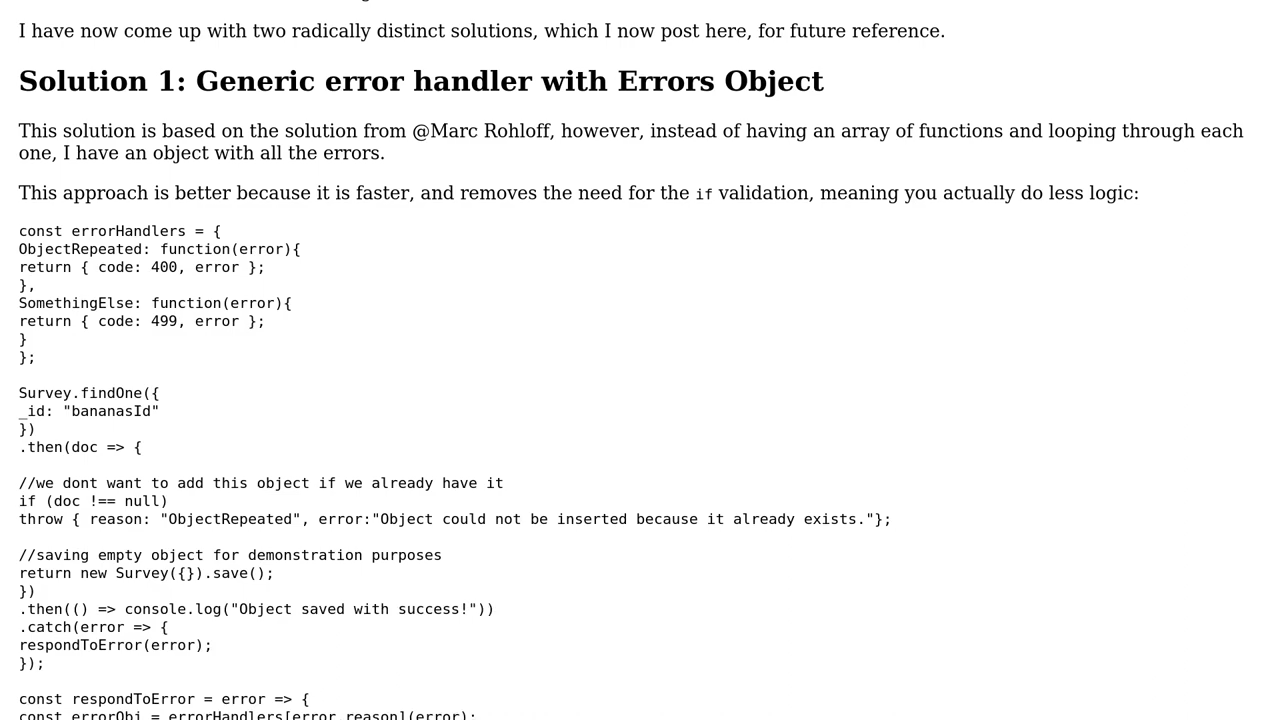 I have now come up with two radically distinct solutions, which I now post here, for future reference.
Solution 1: Generic error handler with Errors Object
This solution is based on the solution from @Marc Rohloff, however, instead of having an array of functions and looping through each
one, I have an object with all the errors.
This approach is better because it is faster, and removes the need for the if validation, meaning you actually do less logic:
const errorHandlers = {
ObjectRepeated: function(error){
return { code: 400, error };
},
SomethingElse: function(error){
return { code: 499, error };
}
};
Survey.findOne({
_id: "bananasId"
})
.then(doc => {
//we dont want to add this object if we already have it
if (doc !== null)
throw { reason: "ObjectRepeated", error:"Object could not be inserted because it already exists."};
//saving empty object for demonstration purposes
return new Survey({}).save();
})
.then(() => console.log("Object saved with success!"))
.catch(error => {
respondToError(error);
});
const respondToError = error => {
const errorObj = errorHandlers[error.reason](error);